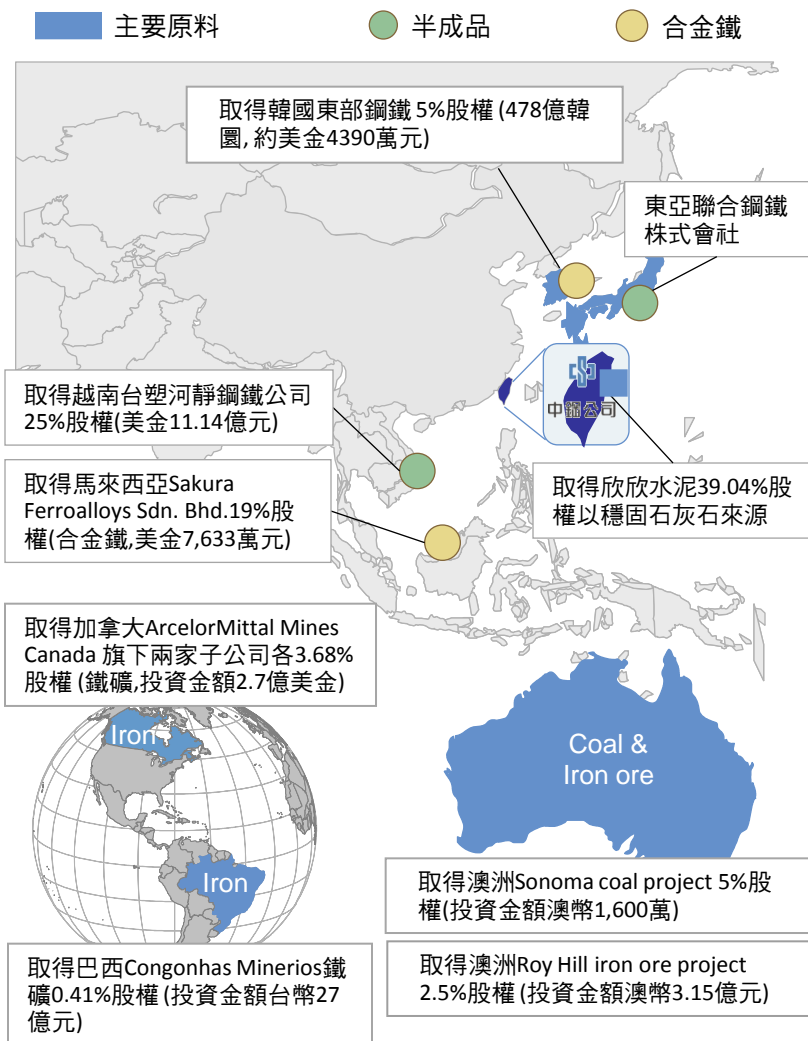 主要原料
半成品
合金鐵
取得韓國東部鋼鐵 5%股權 (478億韓
圜, 約美金4390萬元)
東亞聯合鋼鐵
株式會社
中鋼公司
取得越南台塑河靜鋼鐵公司
25%股權(美金11.14億元)
取得馬來西亞Sakura
Ferroalloys Sdn. Bhd.19%股
權(合金鐵,美金7,633萬元)
取得欣欣水泥39.04%股
權以穩固石灰石來源
取得加拿大ArcelorMittal Mines
Canada 旗下兩家子公司各3.68%
股權 (鐵礦,投資金額2.7億美金)
Iron
Coal &
Iron ore
Iron
取得澳洲Sonoma coal project 5%股
權(投資金額澳幣1,600萬)
取得巴西Congonhas Minerios鐵
礦0.41%股權 (投資金額台幣27
億元)
取得澳洲Roy Hill iron ore project
2.5%股權 (投資金額澳幣3.15億元)